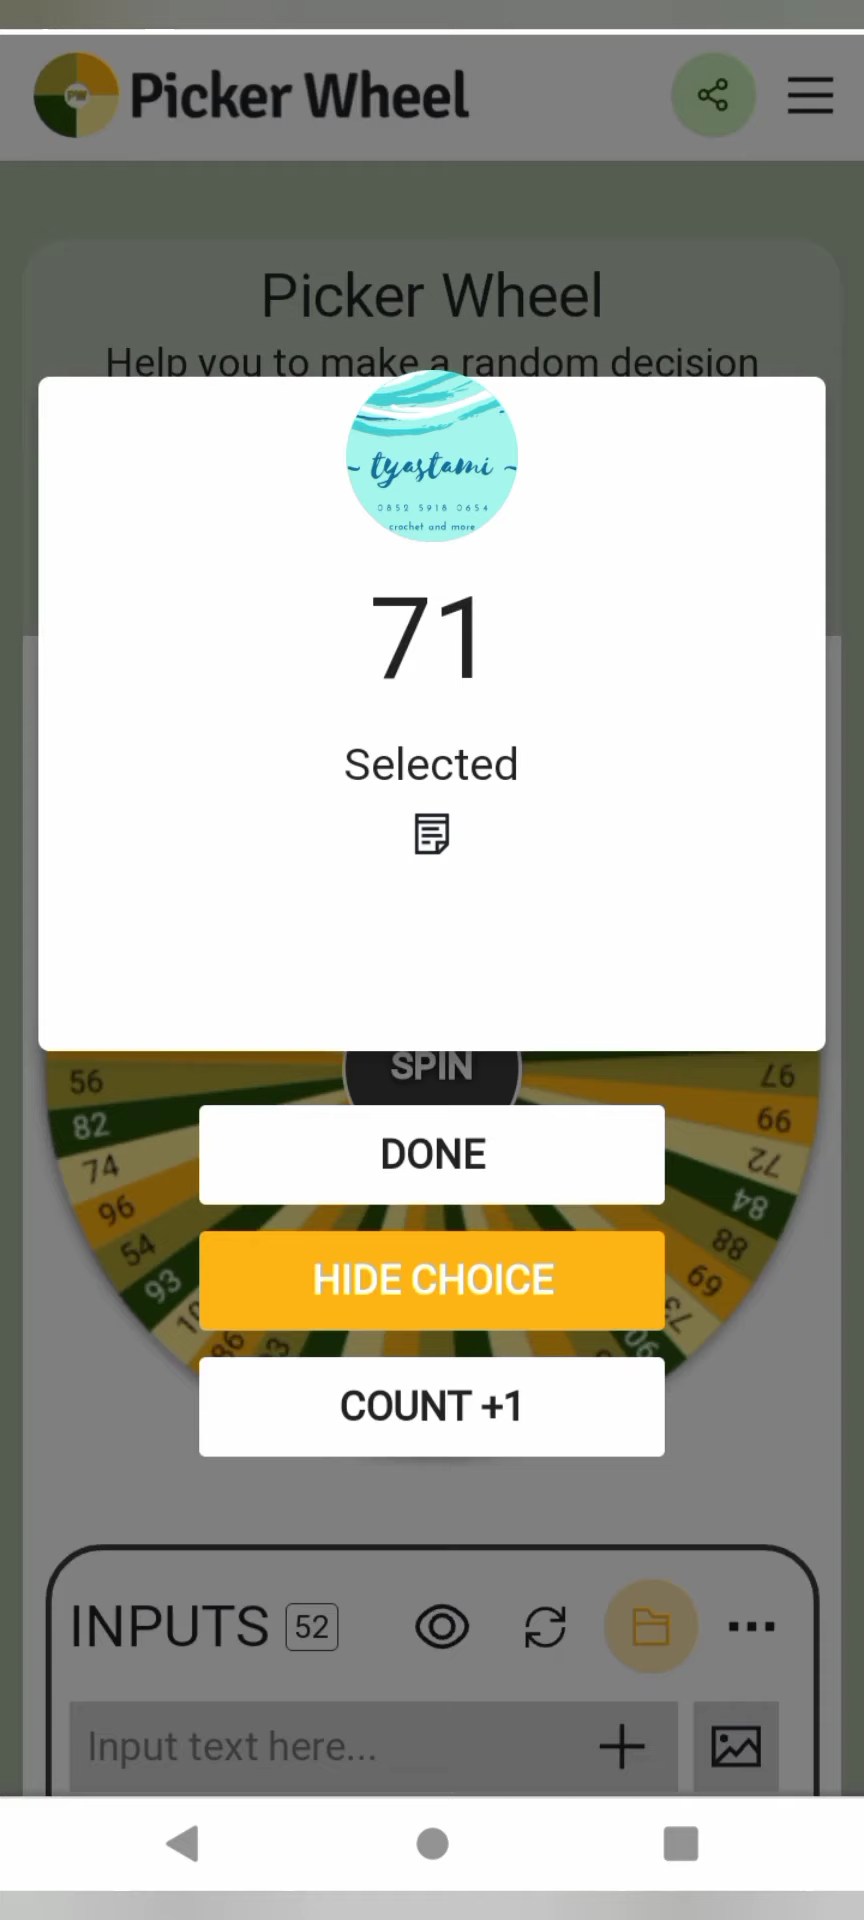 Picker Wheel
Picker Wheel
Help you to make a random decision
~ tyastami ~
0852 5918 0654
crochet and more
71
Selected
SPIN
56
82
74
96
54
93
97
66
72
84
88
69
73
DONE
HIDE CHOICE
COUNT +1
INPUTS 52
Input text here...